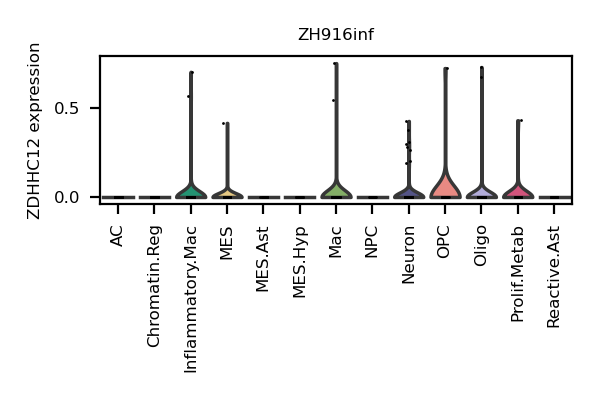 ZH916inf
ZDHHC12 expression
0.5
0.0
AC
Chromatin.Reg
Inflammatory.Mac
MES
MES.Ast
MES.Hyp
Mac
NPC
Neuron
OPC
Oligo
Prolif.Metab
Reactive.Ast